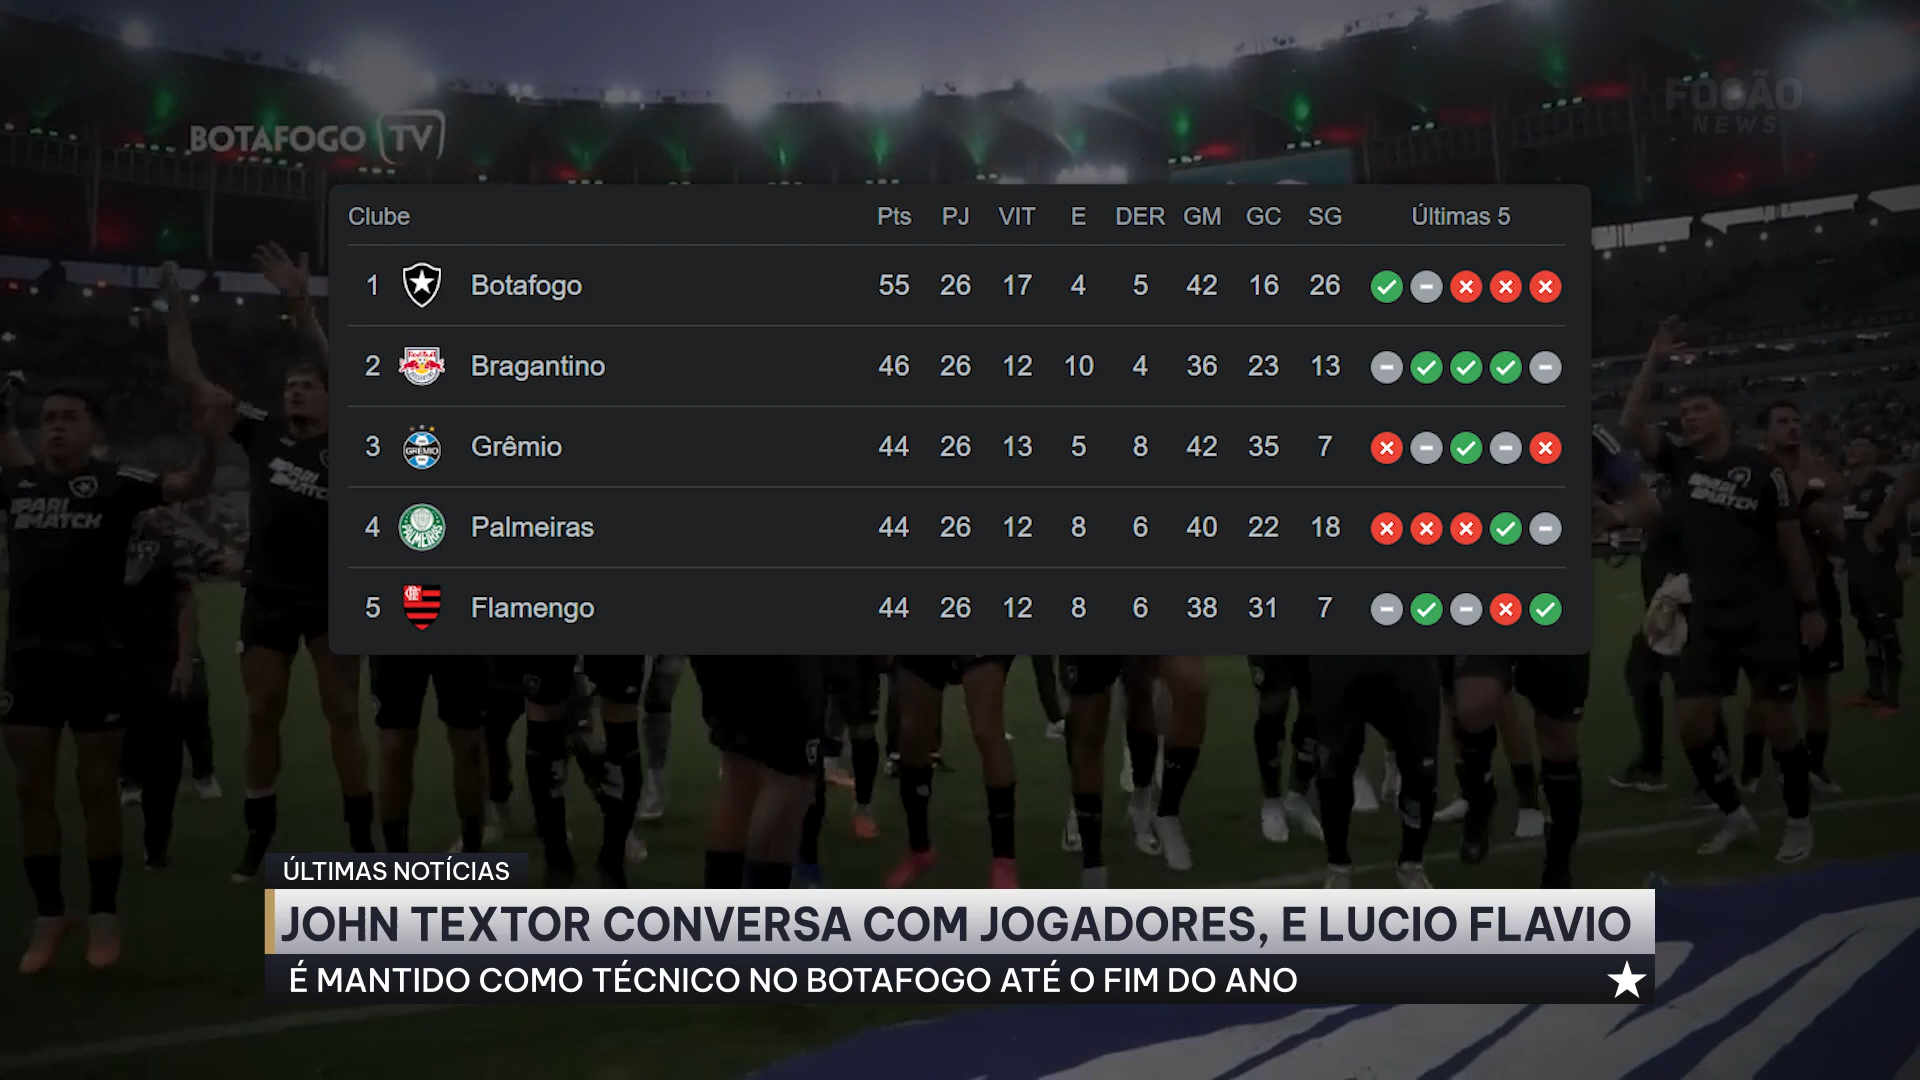 BOTAFOGO TV
FOGÃO
NEWS
Clube Pts PJ VIT E DER GM GC SG Últimas 5
1 Botafogo 55 26 17 4 5 42 16 26
2 Bragantino 46 26 12 10 4 36 23 13
3 Grêmio 44 26 13 5 8 42 35 7
4 Palmeiras 44 26 12 8 6 40 22 18
5 Flamengo 44 26 12 8 6 38 31 7
PARI
MATCH
ÚLTIMAS NOTÍCIAS
JOHN TEXTOR CONVERSA COM JOGADORES, E LUCIO FLAVIO
É MANTIDO COMO TÉCNICO NO BOTAFOGO ATÉ O FIM DO ANO